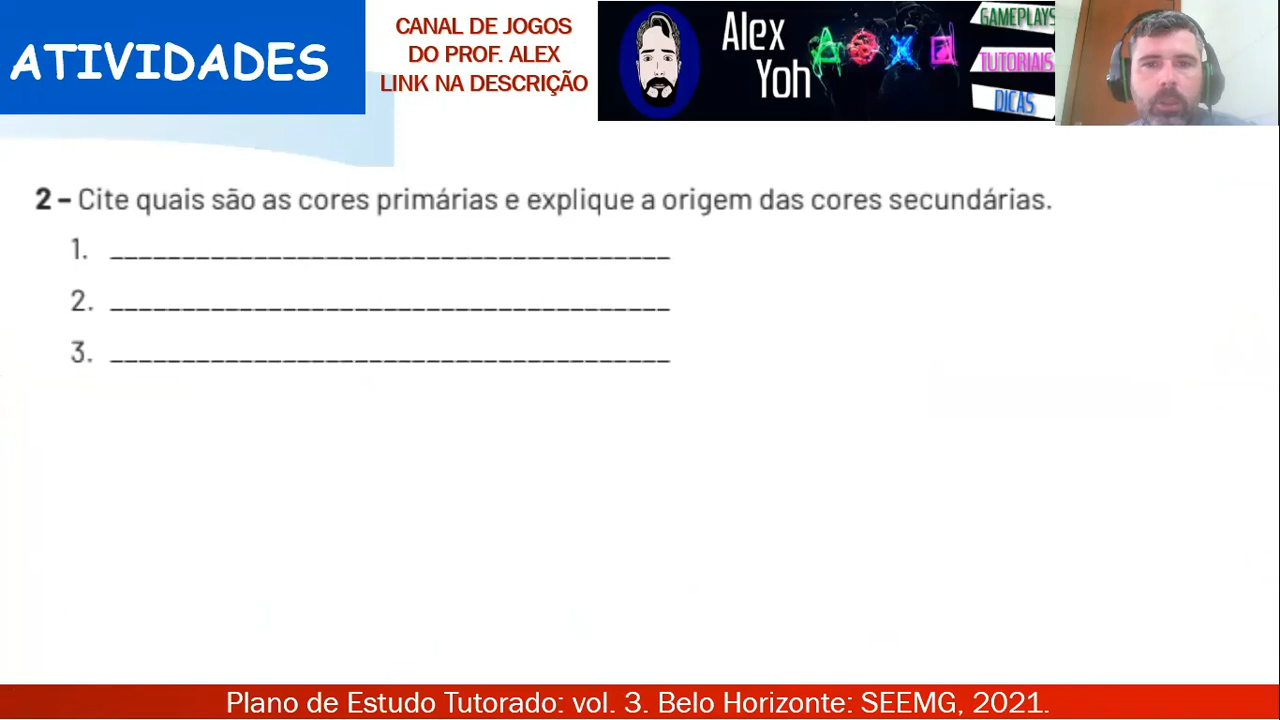 ATIVIDADES
CANAL DE JOGOS
DO PROF. ALEX
LINK NA DESCRIÇÃO
Alex
Yoh
GAMEPLAYS
TUTORIAIS
DICAS
2 - Cite quais são as cores primárias e explique a origem das cores secundárias.
1. ________________________________________
2. ________________________________________
3. ________________________________________
Plano de Estudo Tutorado: vol. 3. Belo Horizonte: SEEMG, 2021.